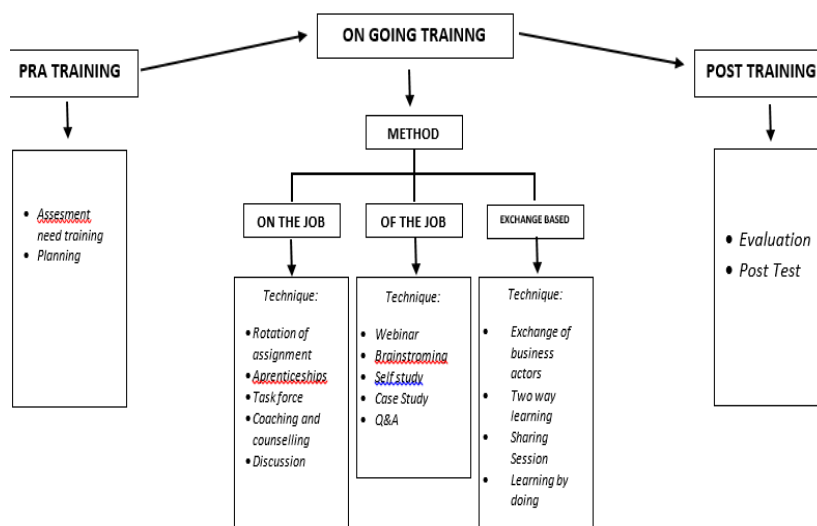 ON GOING TRAINNG
PRA TRAINING
POST TRAINING
METHOD
• Assesment
need training
• Planning
ON THE JOB
OF THE JOB
EXCHANGE BASED
• Evaluation
• Post Test
Technique:
• Rotation of
assignment
• Aprenticeships
• Task force
• Coaching and
counselling
• Discussion
Technique:
• Webinar
• Brainstroming
• Self study
• Case Study
• Q&A
Technique:
• Exchange of
business
actors
• Two way
learning
• Sharing
Session
• Learning by
doing